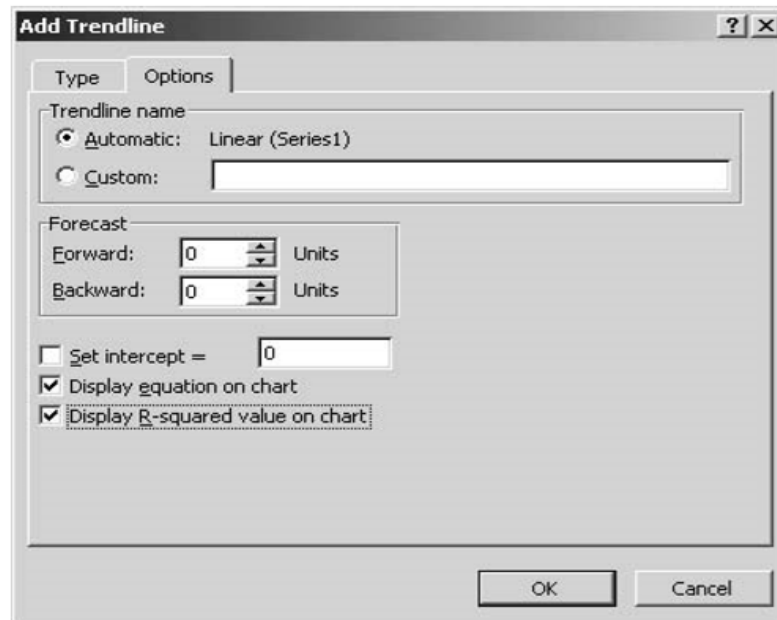 Add Trendline
Type Options
Trendline name
Automatic: Linear (Series1)
Custom:
Forecast
Forward: 0 Units
Backward: 0 Units
Set intercept = 0
Display equation on chart
Display R-squared value on chart
OK Cancel